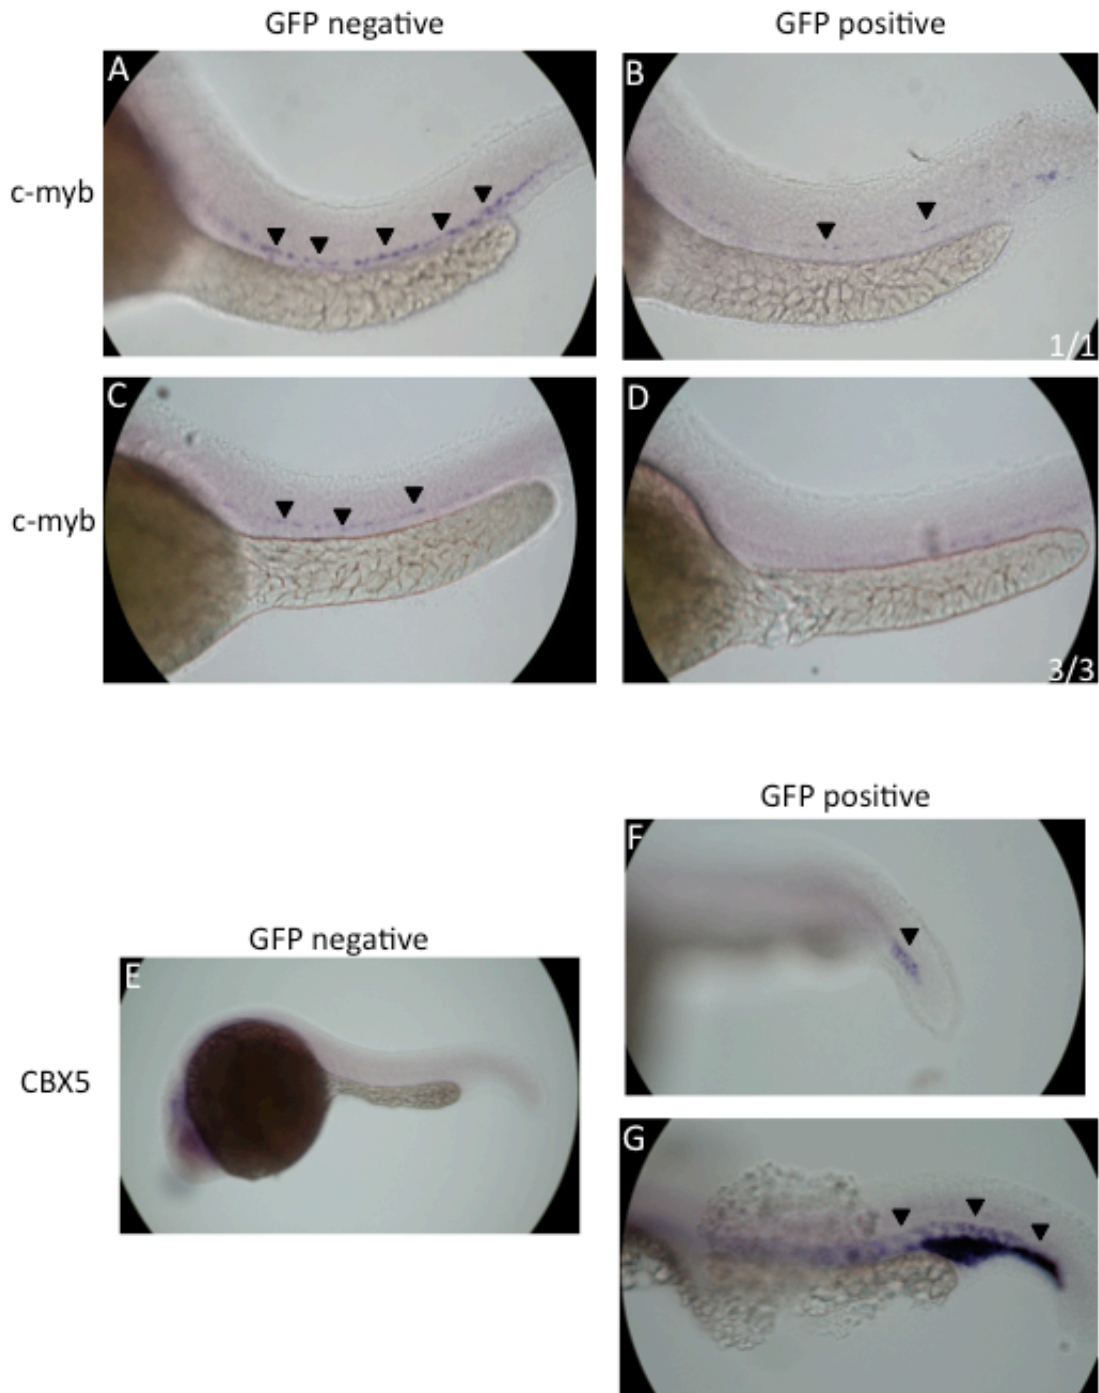 GFP negative
GFP positive
A
B
c-myb
1/1
C
D
c-myb
3/3
GFP positive
F
GFP negative
E
CBX5
G